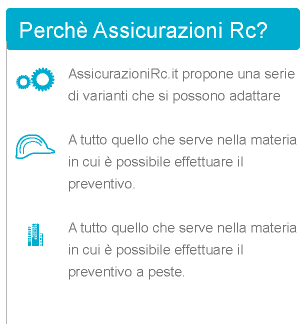 Perchè Assicurazioni Rc?
AssicurazioniRc.it propone una serie
di varianti che si possono adattare
A tutto quello che serve nella materia
in cui è possibile effettuare il
preventivo.
A tutto quello che serve nella materia
in cui è possibile effettuare il
preventivo a peste.